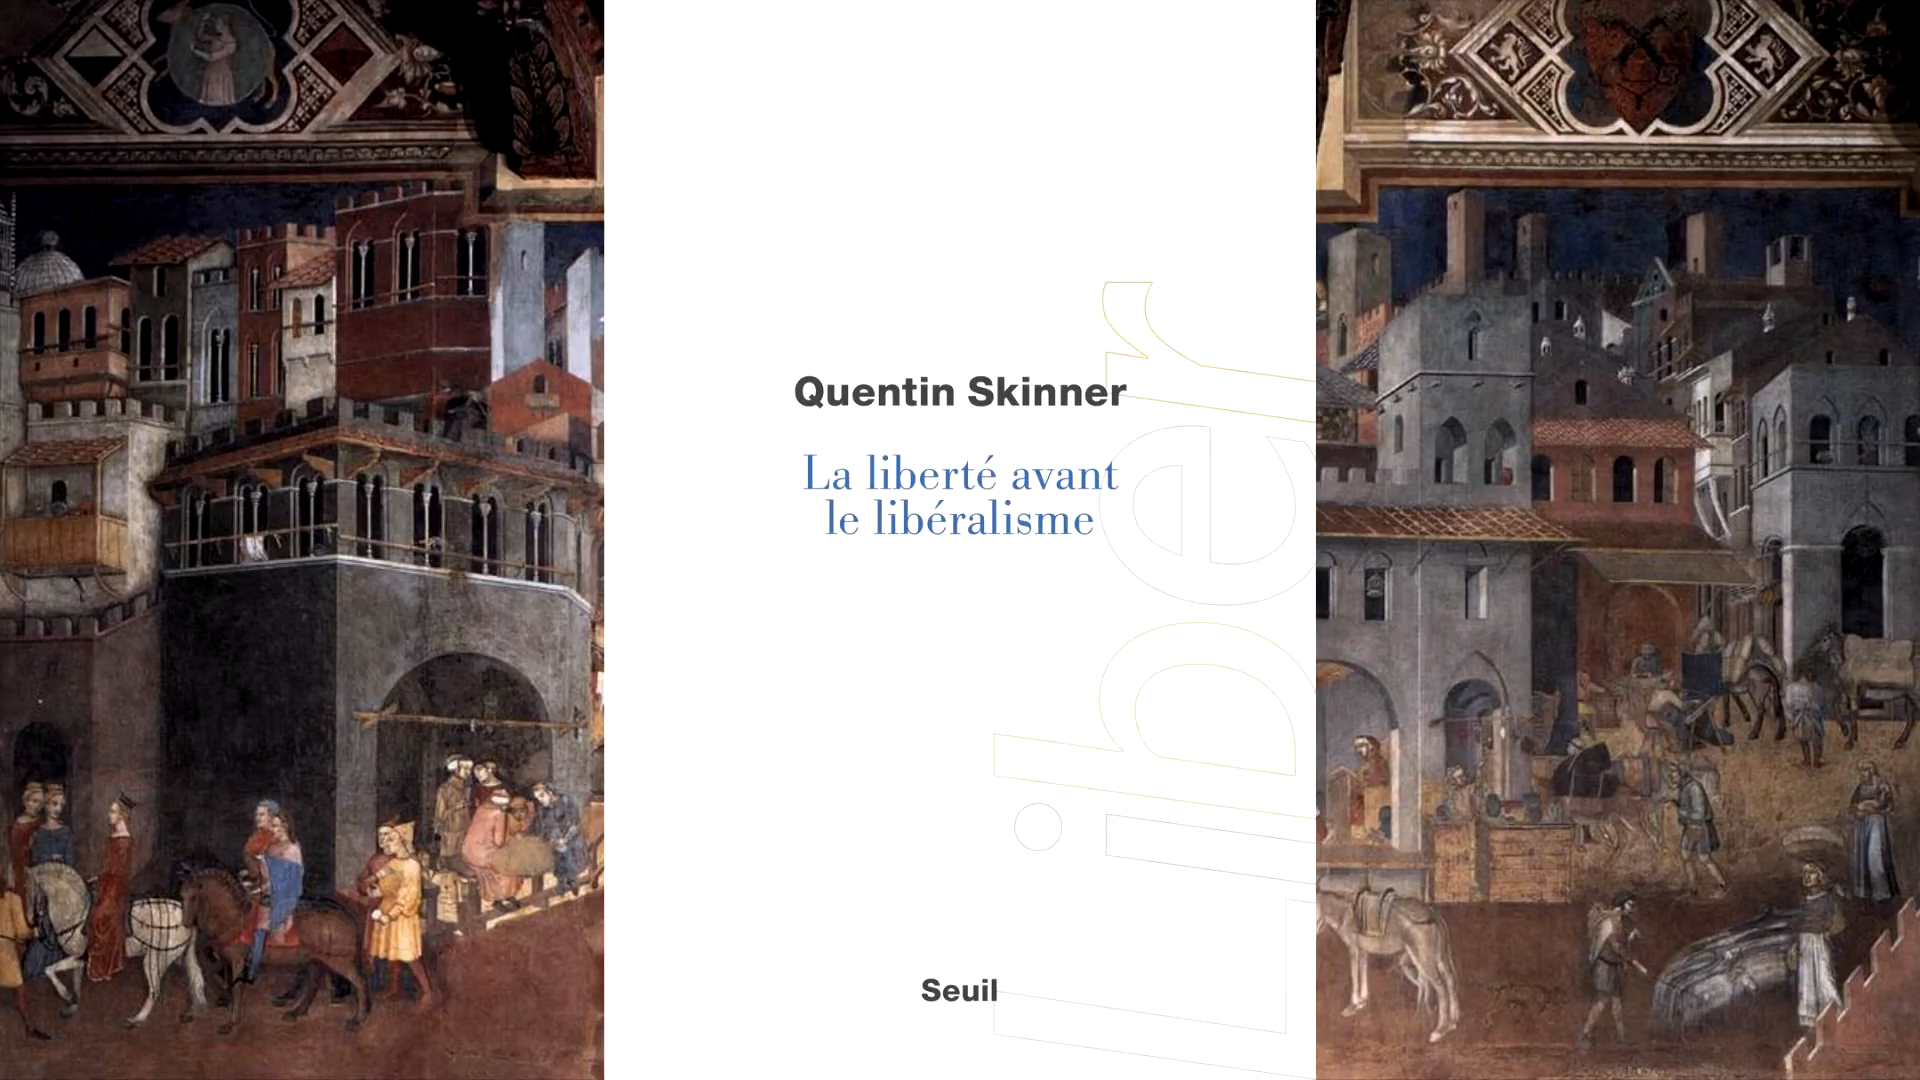 Quentin Skinner
La liberté avant
le libéralisme
Liber
Seuil